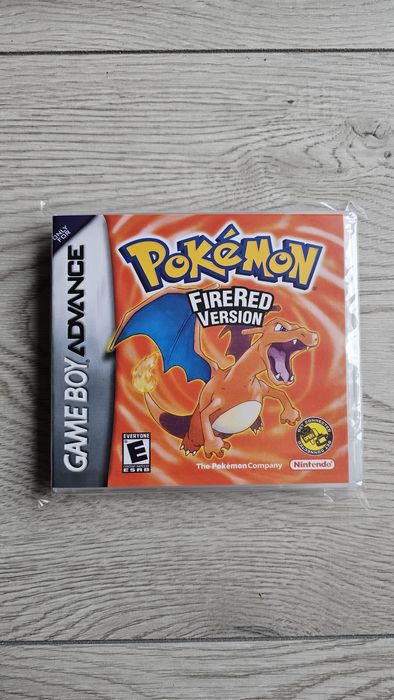 ONLY
FOR
GAME BOY ADVANCE
POKéMON
FIRERED
VERSION
EVERYONE
E
ESRB
The Pokémon Company
Nintendo